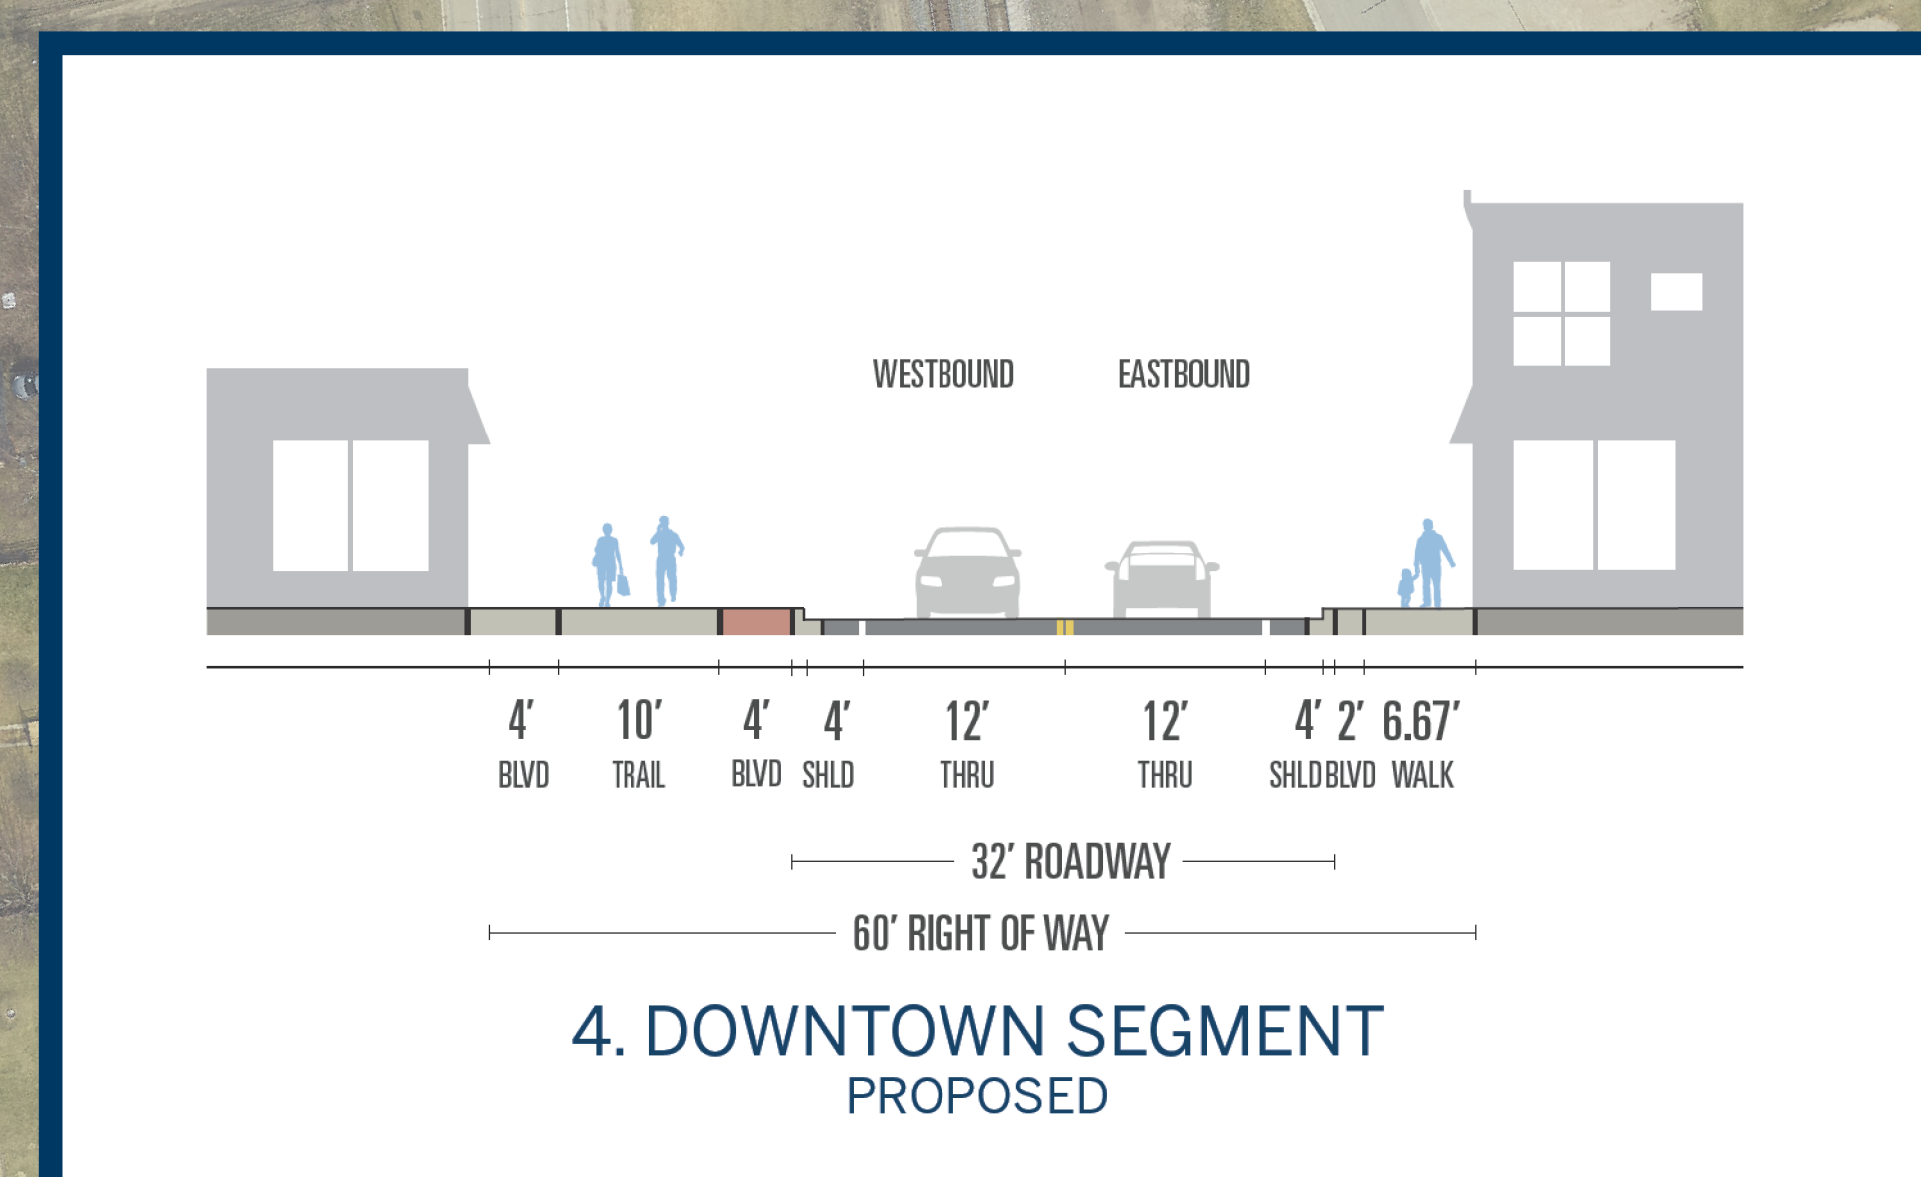 WESTBOUND EASTBOUND
4' 10' 4' 4' 12' 12' 4' 2' 6.67'
BLVD TRAIL BLVD SHLD THRU THRU SHLD BLVD WALK
32' ROADWAY
60' RIGHT OF WAY
4. DOWNTOWN SEGMENT
PROPOSED